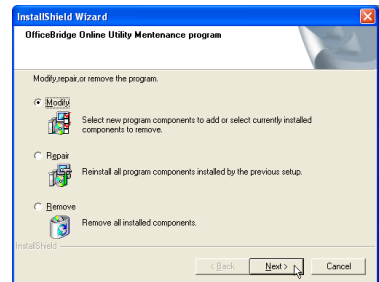 InstallShield Wizard
OfficeBridge Online Utility Mentenance program
Modify,repair,or remove the program.
Modify
Select new program components to add or select currently installed
components to remove.
Repair
Reinstall all program components installed by the previous setup.
Remove
Remove all installed components.
InstallShield
< Back
Next >
Cancel